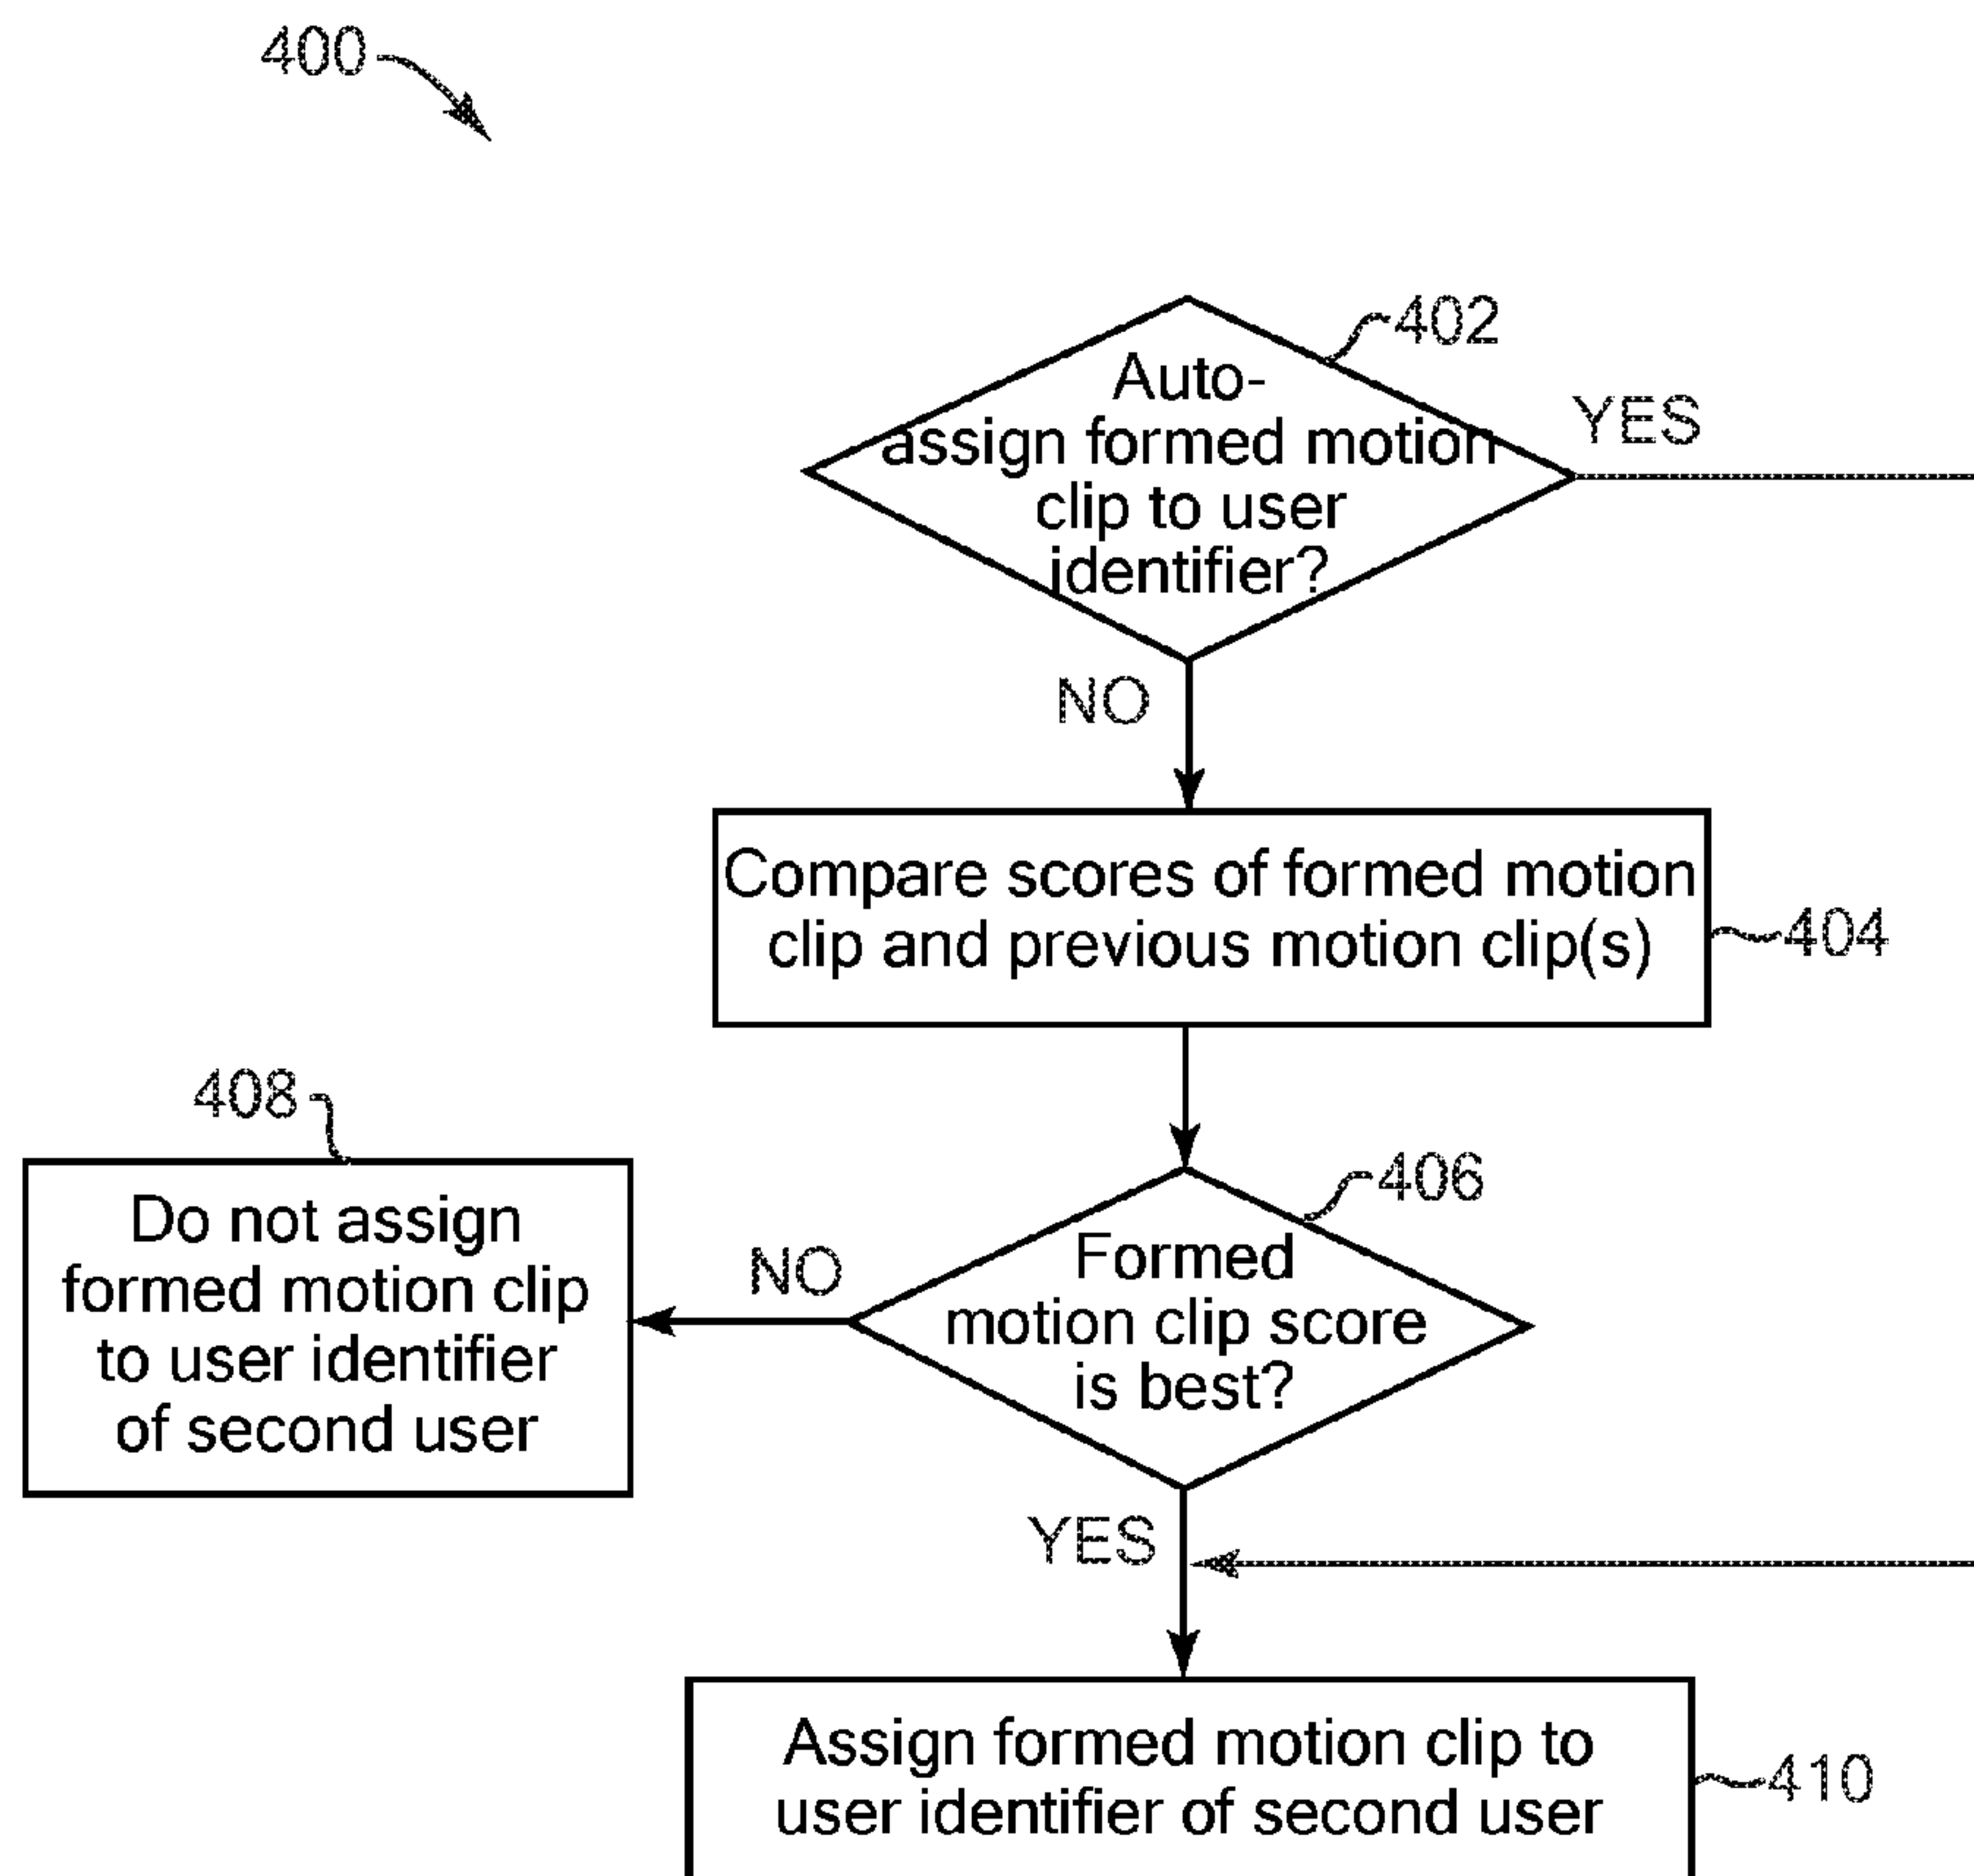 400
402
Auto-
assign formed motion
clip to user
identifier?
YES
NO
Compare scores of formed motion
clip and previous motion clip(s)
404
408
Do not assign
formed motion clip
to user identifier
of second user
NO
406
Formed
motion clip score
is best?
YES
Assign formed motion clip to
user identifier of second user
410